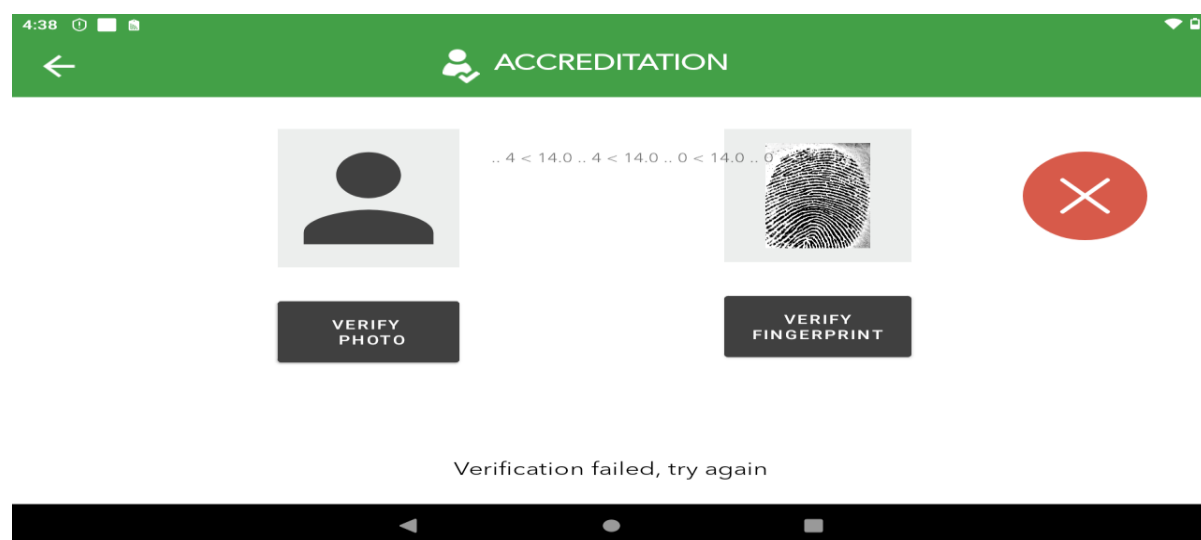 4:38
ACCREDITATION
.. 4 < 14.0 .. 4 < 14.0 .. 0 < 14.0 .. 0
VERIFY
PHOTO
VERIFY
FINGERPRINT
Verification failed, try again